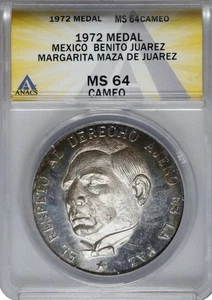 1972 MEDAL MS 64 CAMEO
1972 MEDAL
MEXICO BENITO JUAREZ
MARGARITA MAZA DE JUAREZ
MS 64
CAMEO
ANACS
EL RESPETO AL DERECHO AJENO ES LA PAZ